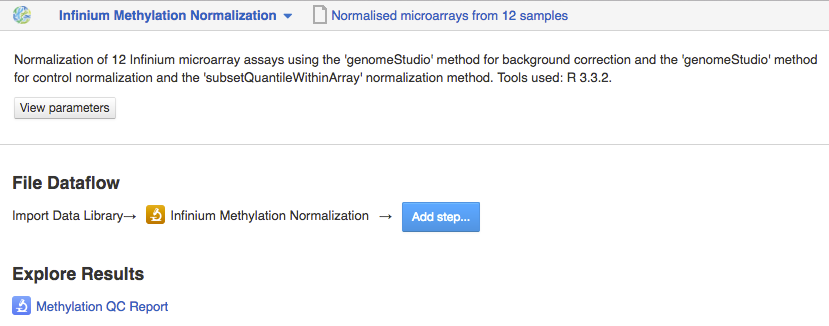 Infinium Methylation Normalization Normalised microarrays from 12 samples
Normalization of 12 Infinium microarray assays using the 'genomeStudio' method for background correction and the 'genomeStudio' method
for control normalization and the 'subsetQuantileWithinArray' normalization method. Tools used: R 3.3.2.
View parameters
File Dataflow
Import Data Library→ Infinium Methylation Normalization → Add step...
Explore Results
Methylation QC Report